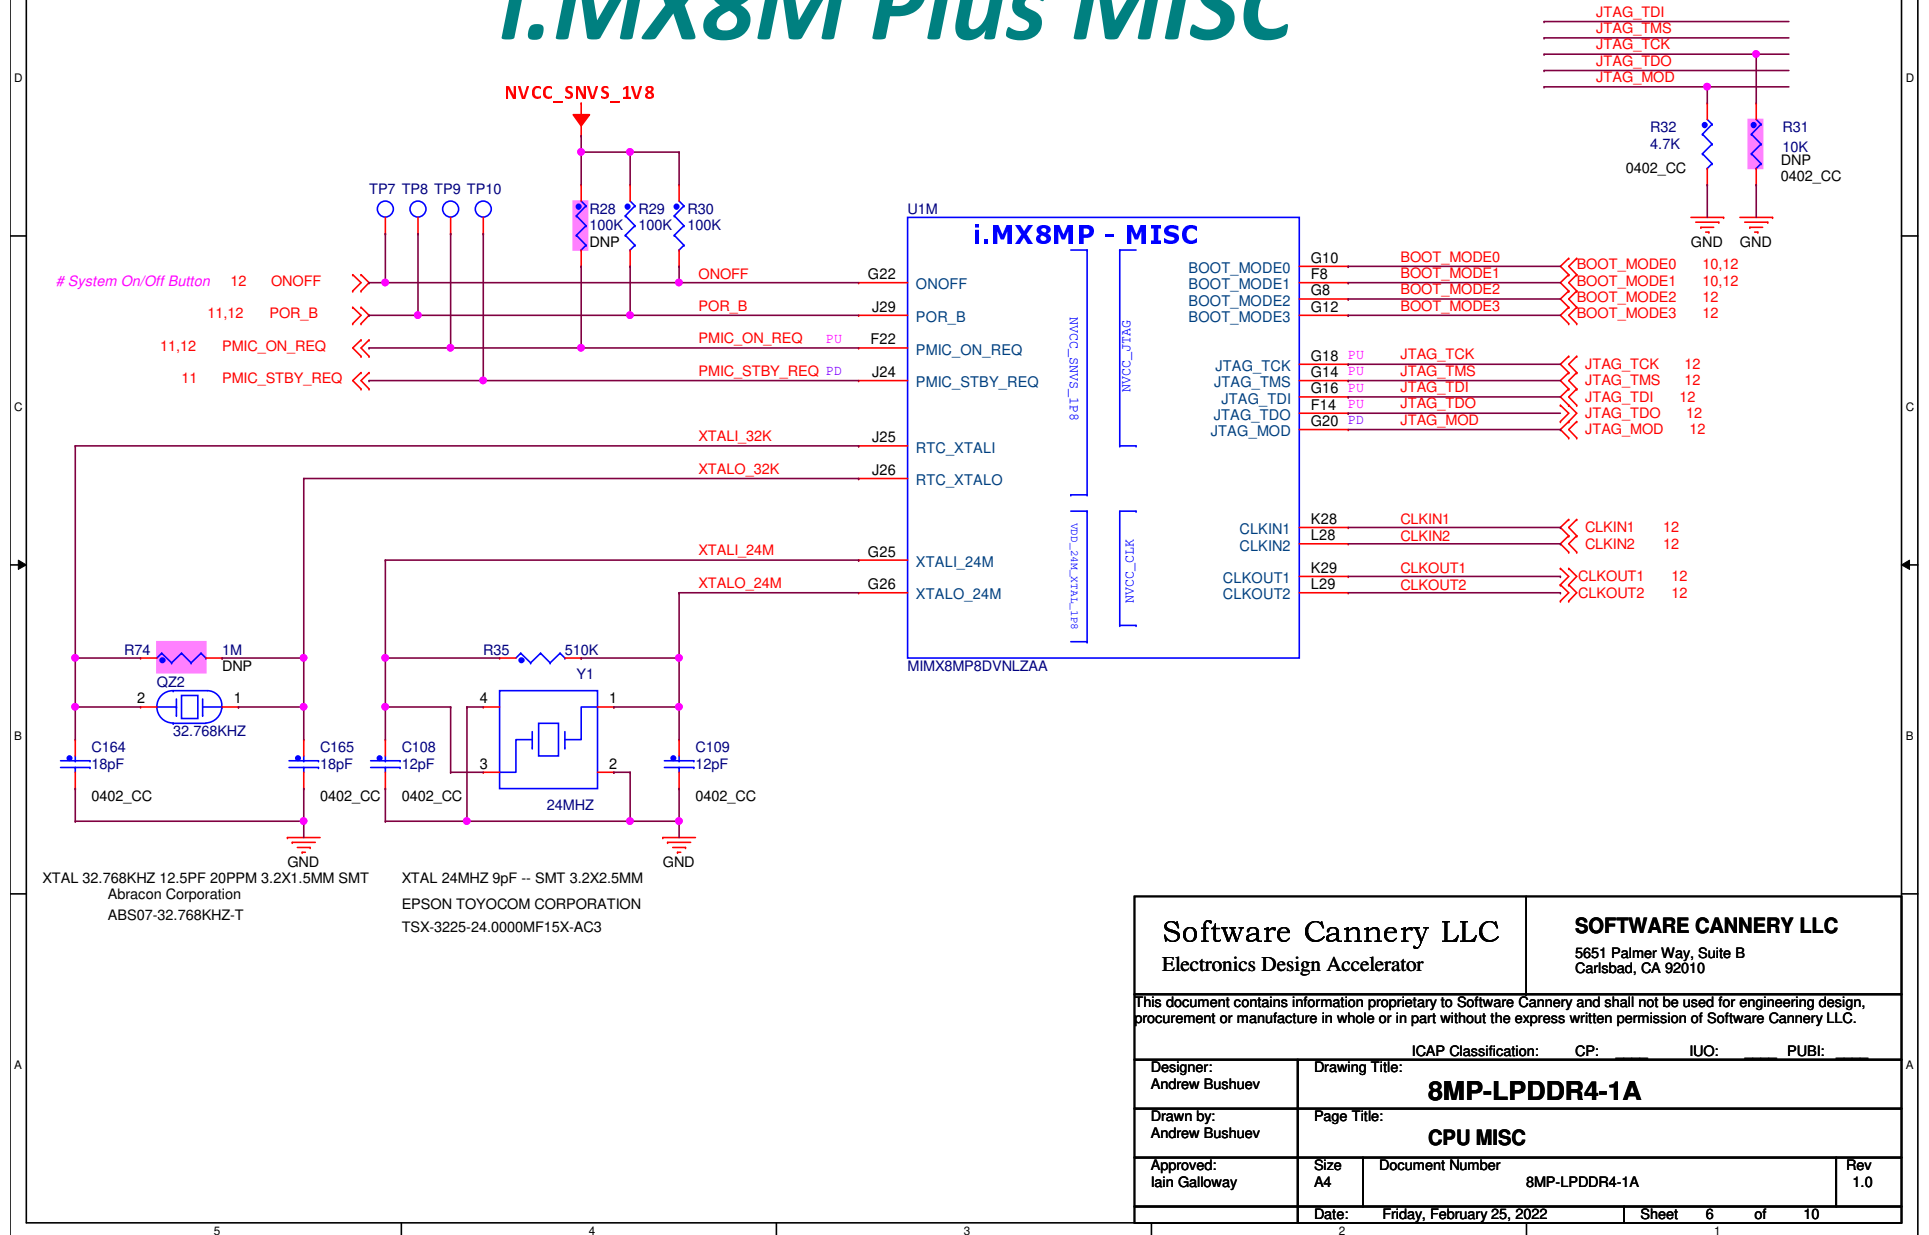 i.MX8M Plus MISC
JTAG_TDI
JTAG_TMS
JTAG_TCK
JTAG_TDO
JTAG_MOD
D
D
NVCC_SNVS_1V8
R32
4.7K
0402_CC
R31
10K
DNP
0402_CC
GND
GND
TP7 TP8 TP9 TP10
R28
100K
DNP
R29
100K
R30
100K
U1M
i.MX8MP - MISC
# System On/Off Button 12 ONOFF
ONOFF G22 ONOFF
11,12 POR_B
POR_B J29 POR_B
11,12 PMIC_ON_REQ
PMIC_ON_REQ PU F22 PMIC_ON_REQ
11 PMIC_STBY_REQ
PMIC_STBY_REQ PD J24 PMIC_STBY_REQ
XTALI_32K J25 RTC_XTALI
XTALO_32K J26 RTC_XTALO
XTALI_24M G25 XTALI_24M
XTALO_24M G26 XTALO_24M
NVCC_SNVS_1P8
NVCC_JTAG
VDD_24M_XTAL_1P8
NVCC_CLK
BOOT_MODE0 G10 BOOT_MODE0 BOOT_MODE0 10,12
BOOT_MODE1 F8 BOOT_MODE1 BOOT_MODE1 10,12
BOOT_MODE2 G8 BOOT_MODE2 BOOT_MODE2 12
BOOT_MODE3 G12 BOOT_MODE3 BOOT_MODE3 12
JTAG_TCK G18 PU JTAG_TCK JTAG_TCK 12
JTAG_TMS G14 PU JTAG_TMS JTAG_TMS 12
JTAG_TDI G16 PU JTAG_TDI JTAG_TDI 12
JTAG_TDO F14 PU JTAG_TDO JTAG_TDO 12
JTAG_MOD G20 PD JTAG_MOD JTAG_MOD 12
C
C
CLKIN1 K28 CLKIN1 CLKIN1 12
CLKIN2 L28 CLKIN2 CLKIN2 12
CLKOUT1 K29 CLKOUT1 CLKOUT1 12
CLKOUT2 L29 CLKOUT2 CLKOUT2 12
MIMX8MP8DVNLZAA
R74 1M
DNP
QZ2
2 1
32.768KHZ
C164
18pF
0402_CC
C165
18pF
0402_CC
GND
R35 510K
Y1
4 1
3 2
24MHZ
C108
12pF
0402_CC
C109
12pF
0402_CC
GND
B
B
XTAL 32.768KHZ 12.5PF 20PPM 3.2X1.5MM SMT
Abracon Corporation
ABS07-32.768KHZ-T
XTAL 24MHZ 9pF -- SMT 3.2X2.5MM
EPSON TOYOCOM CORPORATION
TSX-3225-24.0000MF15X-AC3
A
A
Software Cannery LLC
Electronics Design Accelerator
SOFTWARE CANNERY LLC
5651 Palmer Way, Suite B
Carlsbad, CA 92010
This document contains information proprietary to Software Cannery and shall not be used for engineering design,
procurement or manufacture in whole or in part without the express written permission of Software Cannery LLC.
ICAP Classification: CP: ____ IUO: ____ PUBI: ____
Designer:
Andrew Bushuev
Drawing Title:
8MP-LPDDR4-1A
Drawn by:
Andrew Bushuev
Page Title:
CPU MISC
Approved:
Iain Galloway
Size
A4
Document Number
8MP-LPDDR4-1A
Rev
1.0
Date: Friday, February 25, 2022 Sheet 6 of 10
5 4 3 2 1